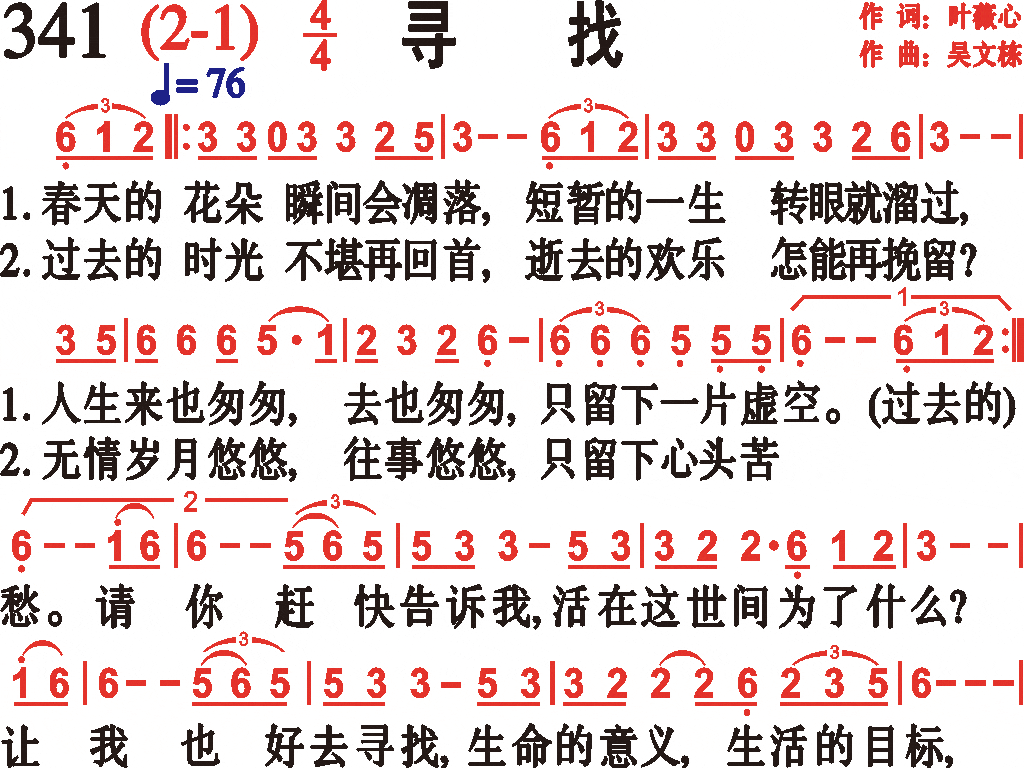 341 (2-1) 4/4 寻 找 作 词：叶薇心
♩= 76 作 曲：吴文栋
3 3
6 1 2 ‖: 3 3 0 3 3 2 5 | 3 - - 6 1 2 | 3 3 0 3 3 2 6 | 3 - - |
1. 春天的 花朵 瞬间会凋落, 短暂的一生 转眼就溜过,
2. 过去的 时光 不堪再回首, 逝去的欢乐 怎能再挽留?
3 1 3
3 5 | 6 6 6 5 · 1 | 2 3 2 6 - | 6 6 6 5 5 5 | 6 - - 6 1 2 :‖
1. 人生来也匆匆, 去也匆匆, 只留下一片虚空。(过去的)
2. 无情岁月悠悠, 往事悠悠, 只留下心头苦
2 3
6 - - 1 6 | 6 - - 5 6 5 | 5 3 3 - 5 3 | 3 2 2 · 6 1 2 | 3 - - |
愁。请 你 赶 快告诉我, 活在这世间为了什么?
3 3
1 6 | 6 - - 5 6 5 | 5 3 3 - 5 3 | 3 2 2 2 6 2 3 5 | 6 - - - |
让 我 也 好去寻找, 生命的意义, 生活的目标,